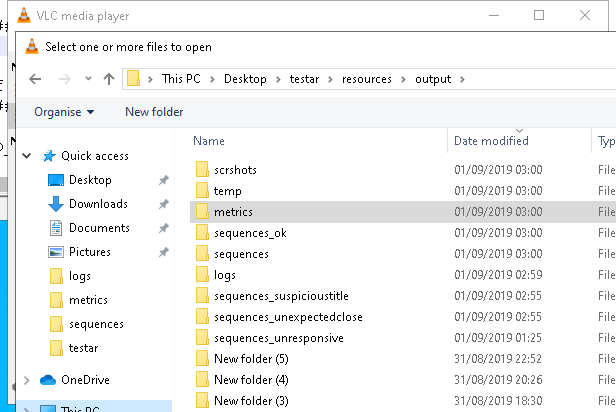 VLC media player
Select one or more files to open
This PC > Desktop > testar > resources > output >
Organise New folder
Name Date modified Typ
Quick access
Desktop
Downloads
Documents
Pictures
logs
metrics
sequences
testar
OneDrive
This PC
scrshots 01/09/2019 03:00 File
temp 01/09/2019 03:00 File
metrics 01/09/2019 03:00 File
sequences_ok 01/09/2019 03:00 File
sequences 01/09/2019 03:00 File
logs 01/09/2019 02:59 File
sequences_suspicioustitle 01/09/2019 02:55 File
sequences_unexpectedclose 01/09/2019 02:55 File
sequences_unresponsive 01/09/2019 01:25 File
New folder (5) 31/08/2019 22:52 File
New folder (4) 31/08/2019 20:26 File
New folder (3) 31/08/2019 18:30 File